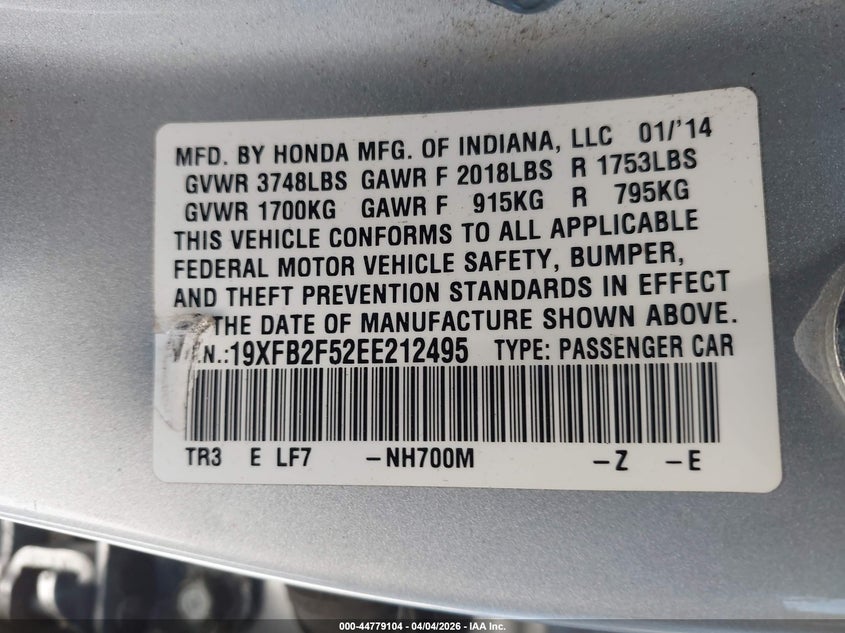 MFD. BY HONDA MFG. OF INDIANA, LLC 01/'14
GVWR 3748LBS GAWR F 2018LBS R 1753LBS
GVWR 1700KG GAWR F 915KG R 795KG
THIS VEHICLE CONFORMS TO ALL APPLICABLE
FEDERAL MOTOR VEHICLE SAFETY, BUMPER,
AND THEFT PREVENTION STANDARDS IN EFFECT
THE DATE OF MANUFACTURE SHOWN ABOVE.
V.I.N.:19XFB2F52EE212495 TYPE: PASSENGER CAR
TR3 E LF7 -NH700M -Z -E
000-44779104 - 04/04/2026 - IAA Inc.